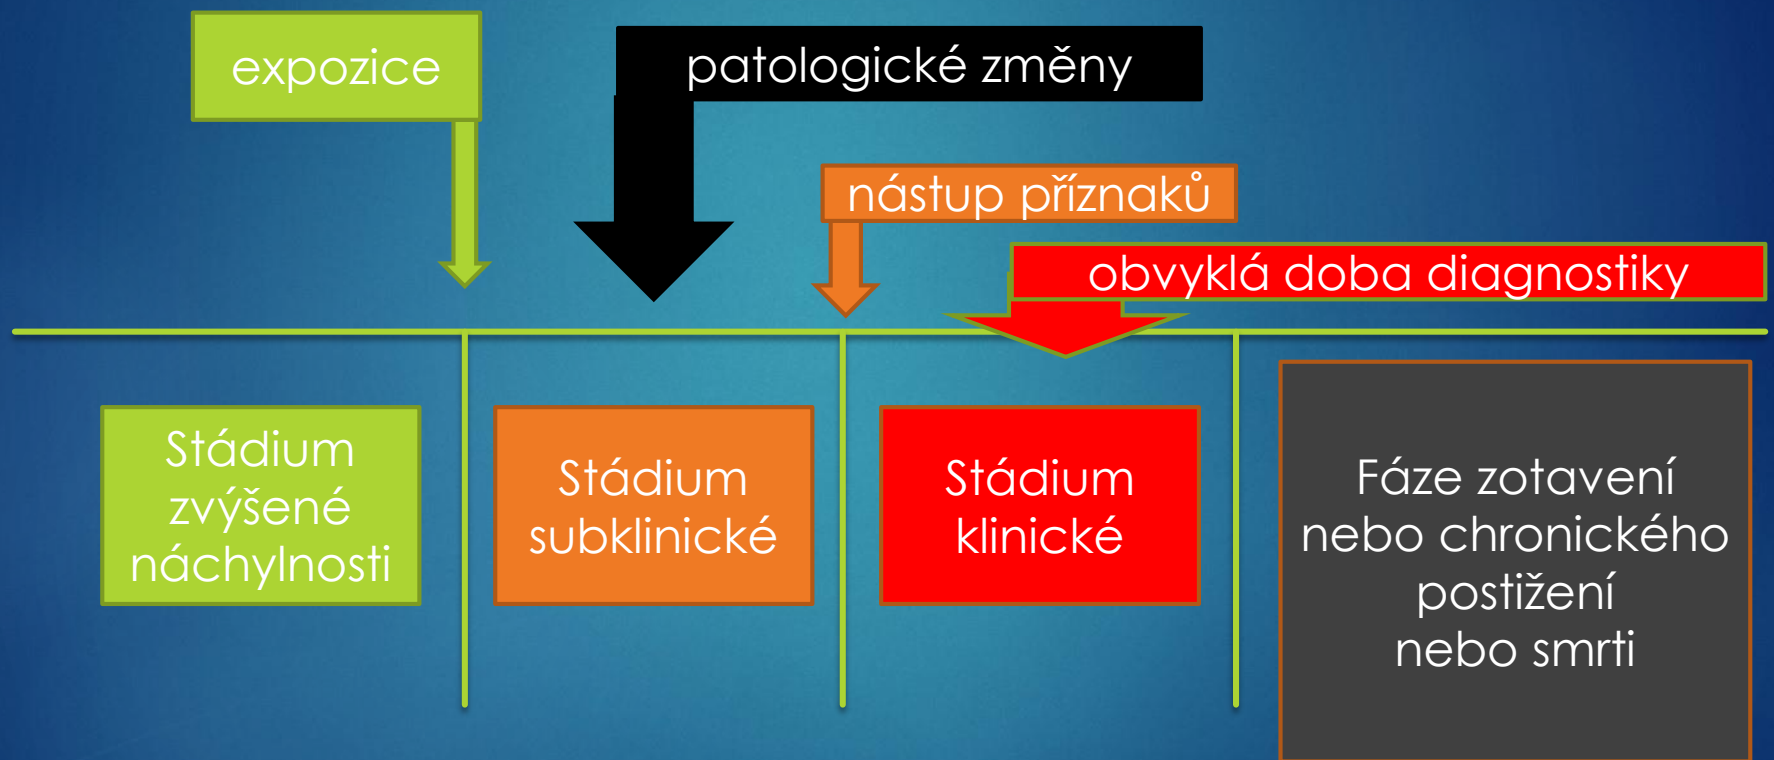 expozice
patologické změny
nástup příznaků
obvyklá doba diagnostiky
Stádium
zvýšené
náchylnosti
Stádium
subklinické
Stádium
klinické
Fáze zotavení
nebo chronického
postižení
nebo smrti